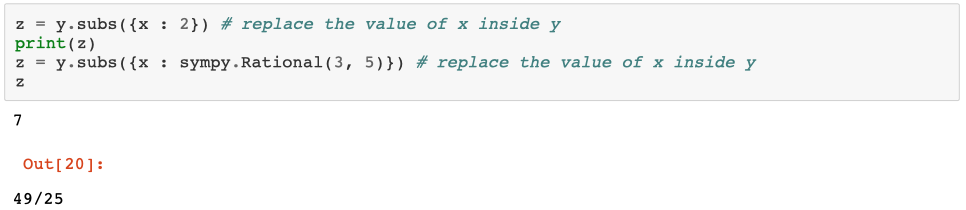 z = y.subs({x : 2}) # replace the value of x inside y
print(z)
z = y.subs({x : sympy.Rational(3, 5)}) # replace the value of x inside y
z
7
Out[20]:
49/25